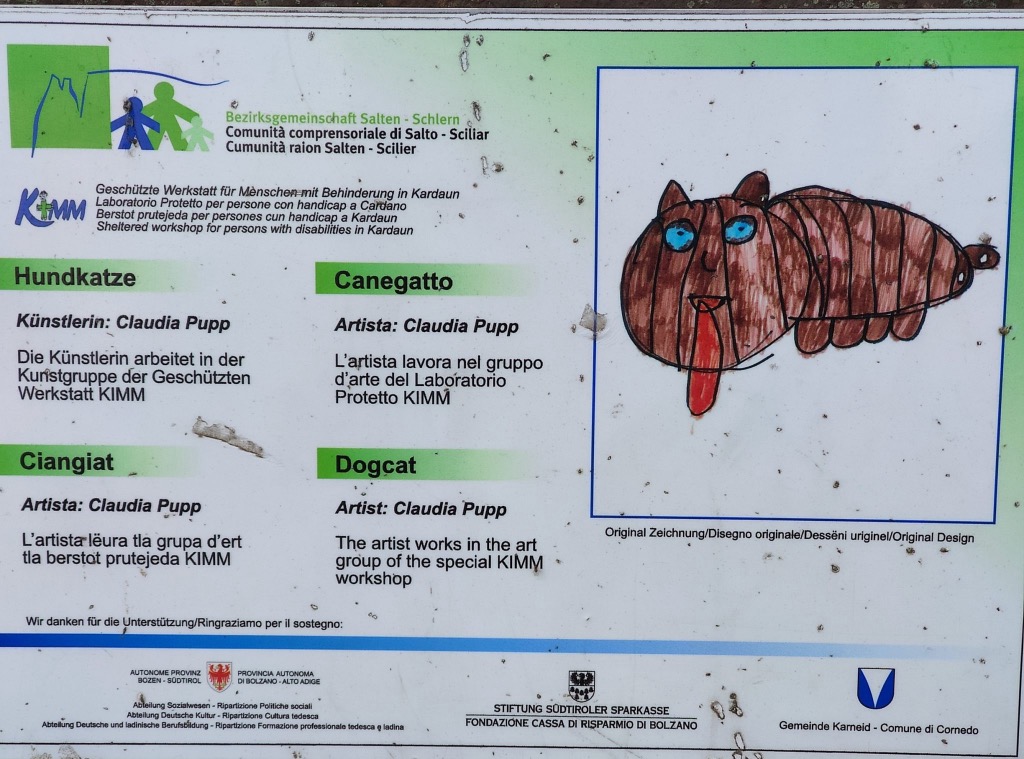 Bezirksgemeinschaft Salten - Schlern
Comunità comprensoriale di Salto - Sciliar
Cumunità raion Salten - Scilier
KIMM
Geschützte Werkstatt für Menschen mit Behinderung in Kardaun
Laboratorio Protetto per persone con handicap a Cardano
Berstot prutejeda per persones cun handicap a Kardaun
Sheltered workshop for persons with disabilities in Kardaun
Hundkatze
Künstlerin: Claudia Pupp
Die Künstlerin arbeitet in der
Kunstgruppe der Geschützten
Werkstatt KIMM
Canegatto
Artista: Claudia Pupp
L'artista lavora nel gruppo
d'arte del Laboratorio
Protetto KIMM
Ciangiat
Artista: Claudia Pupp
L'artista lëura tla grupa d'ert
tla berstot prutejeda KIMM
Dogcat
Artist: Claudia Pupp
The artist works in the art
group of the special KIMM
workshop
Original Zeichnung/Disegno originale/Dessëni uriginel/Original Design
Wir danken für die Unterstützung/Ringraziamo per il sostegno:
AUTONOME PROVINZ
BOZEN - SÜDTIROL
PROVINCIA AUTONOMA
DI BOLZANO - ALTO ADIGE
Abteilung Sozialwesen - Ripartizione Politiche sociali
Abteilung Deutsche Kultur - Ripartizione Cultura tedesca
Abteilung Deutsche und ladinische Berufsbildung - Ripartizione Formazione professionale tedesca e ladina
STIFTUNG SÜDTIROLER SPARKASSE
FONDAZIONE CASSA DI RISPARMIO DI BOLZANO
Gemeinde Karneid - Comune di Cornedo